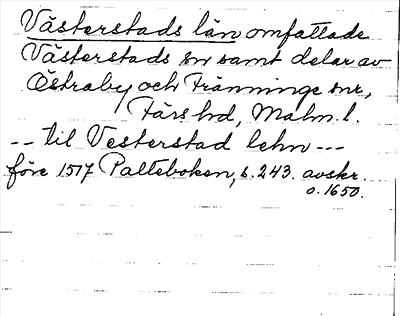 Västerstads län omfattade
Västerstads sn samt delar av
Östraby och Fränninge snr,
Färs hd, Malm. l.
-- til Vesterstad lehn ---
före 1517 Palteboken, s. 243. avskr.
o. 1650.